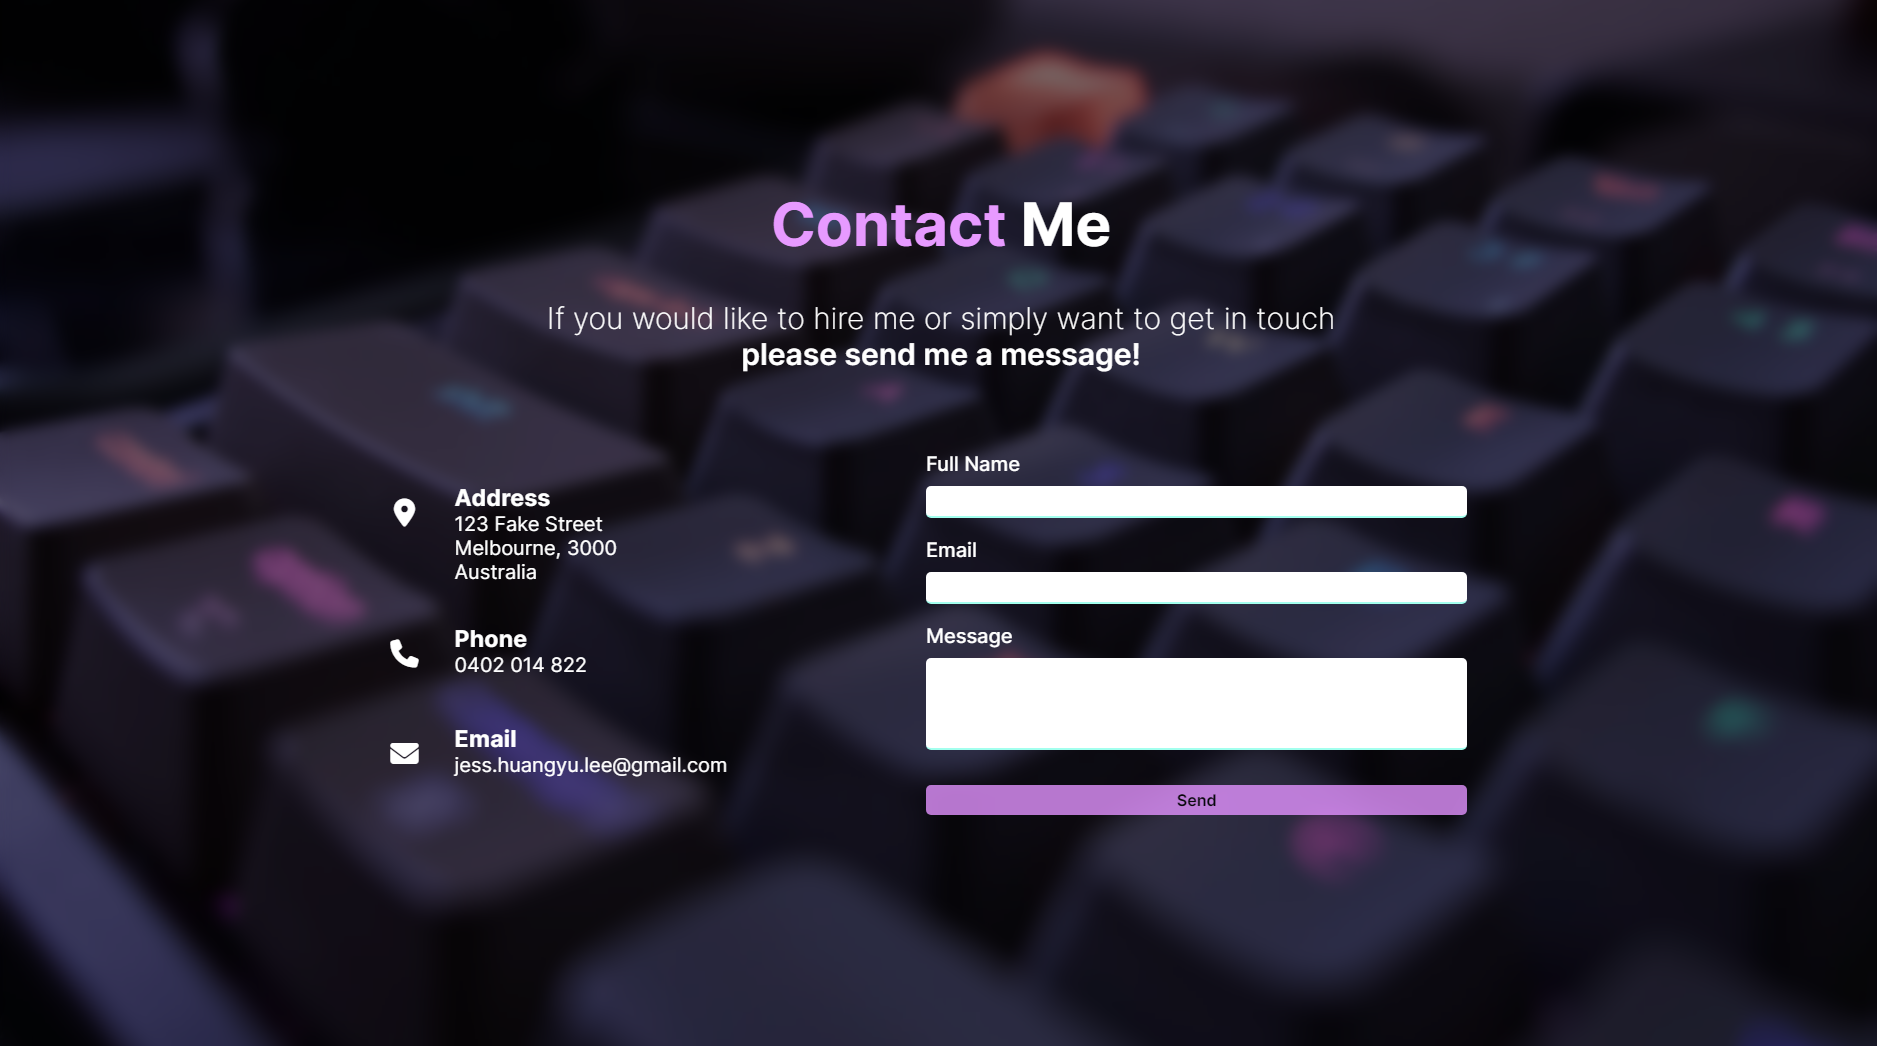 Contact Me
If you would like to hire me or simply want to get in touch
please send me a message!
Address
123 Fake Street
Melbourne, 3000
Australia
Phone
0402 014 822
Email
jess.huangyu.lee@gmail.com
Full Name
Email
Message
Send